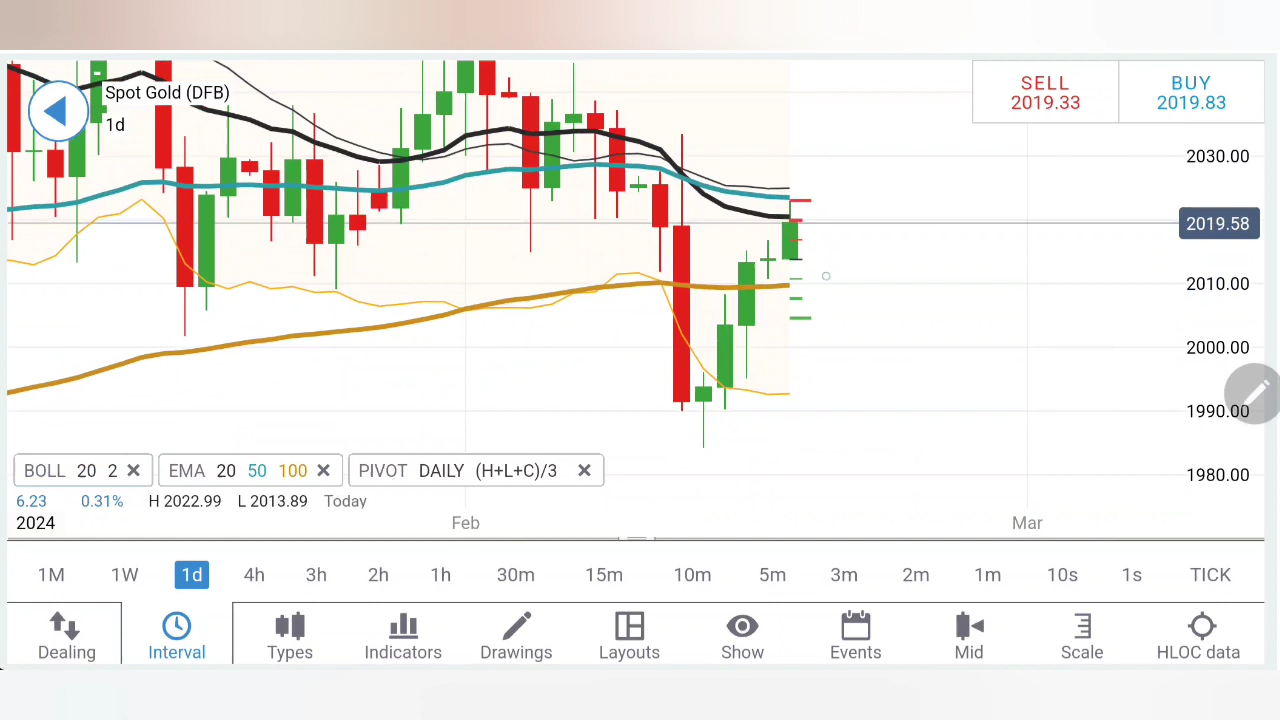 Spot Gold (DFB)
1d
SELL
2019.33
BUY
2019.83
2030.00
2019.58
2010.00
2000.00
1990.00
1980.00
BOLL 20 2
EMA 20 50 100
PIVOT DAILY (H+L+C)/3
6.23 0.31% H 2022.99 L 2013.89 Today
2024 Feb Mar
1M 1W 1d 4h 3h 2h 1h 30m 15m 10m 5m 3m 2m 1m 10s 1s TICK
Dealing Interval Types Indicators Drawings Layouts Show Events Mid Scale HLOC data